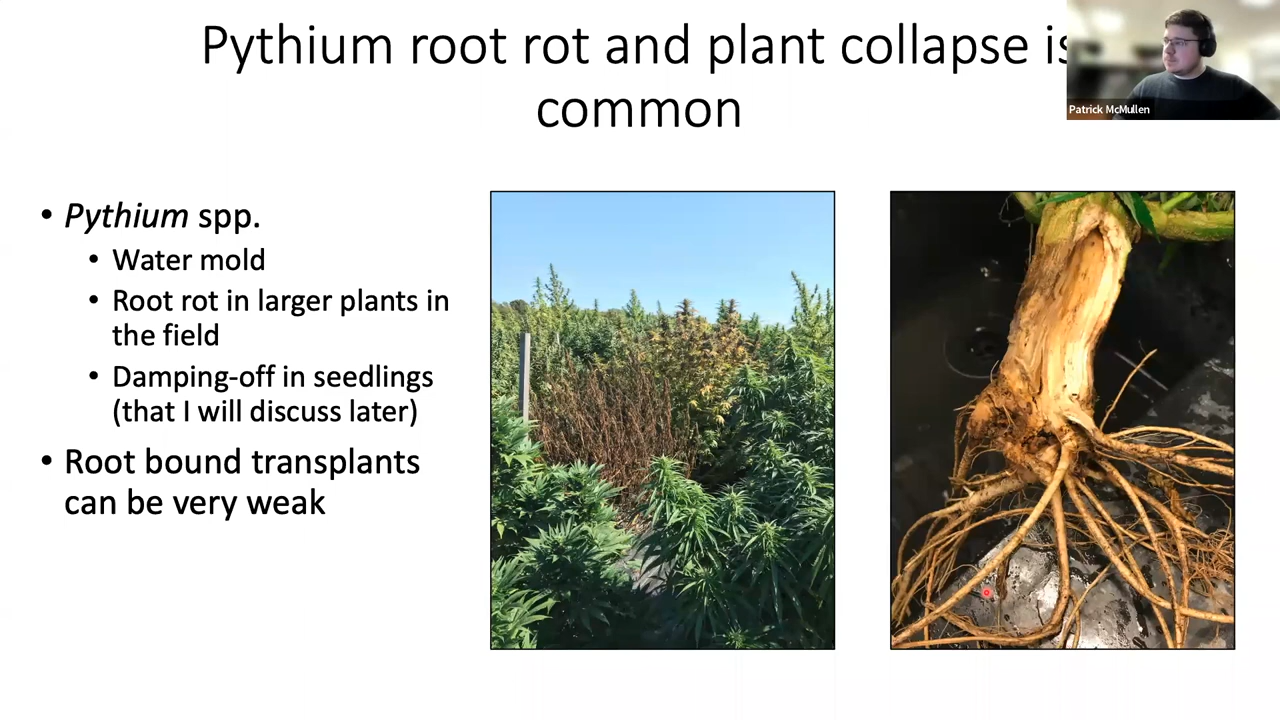 Pythium root rot and plant collapse is
common
Patrick McMullen
• Pythium spp.
• Water mold
• Root rot in larger plants in
the field
• Damping-off in seedlings
(that I will discuss later)
• Root bound transplants
can be very weak